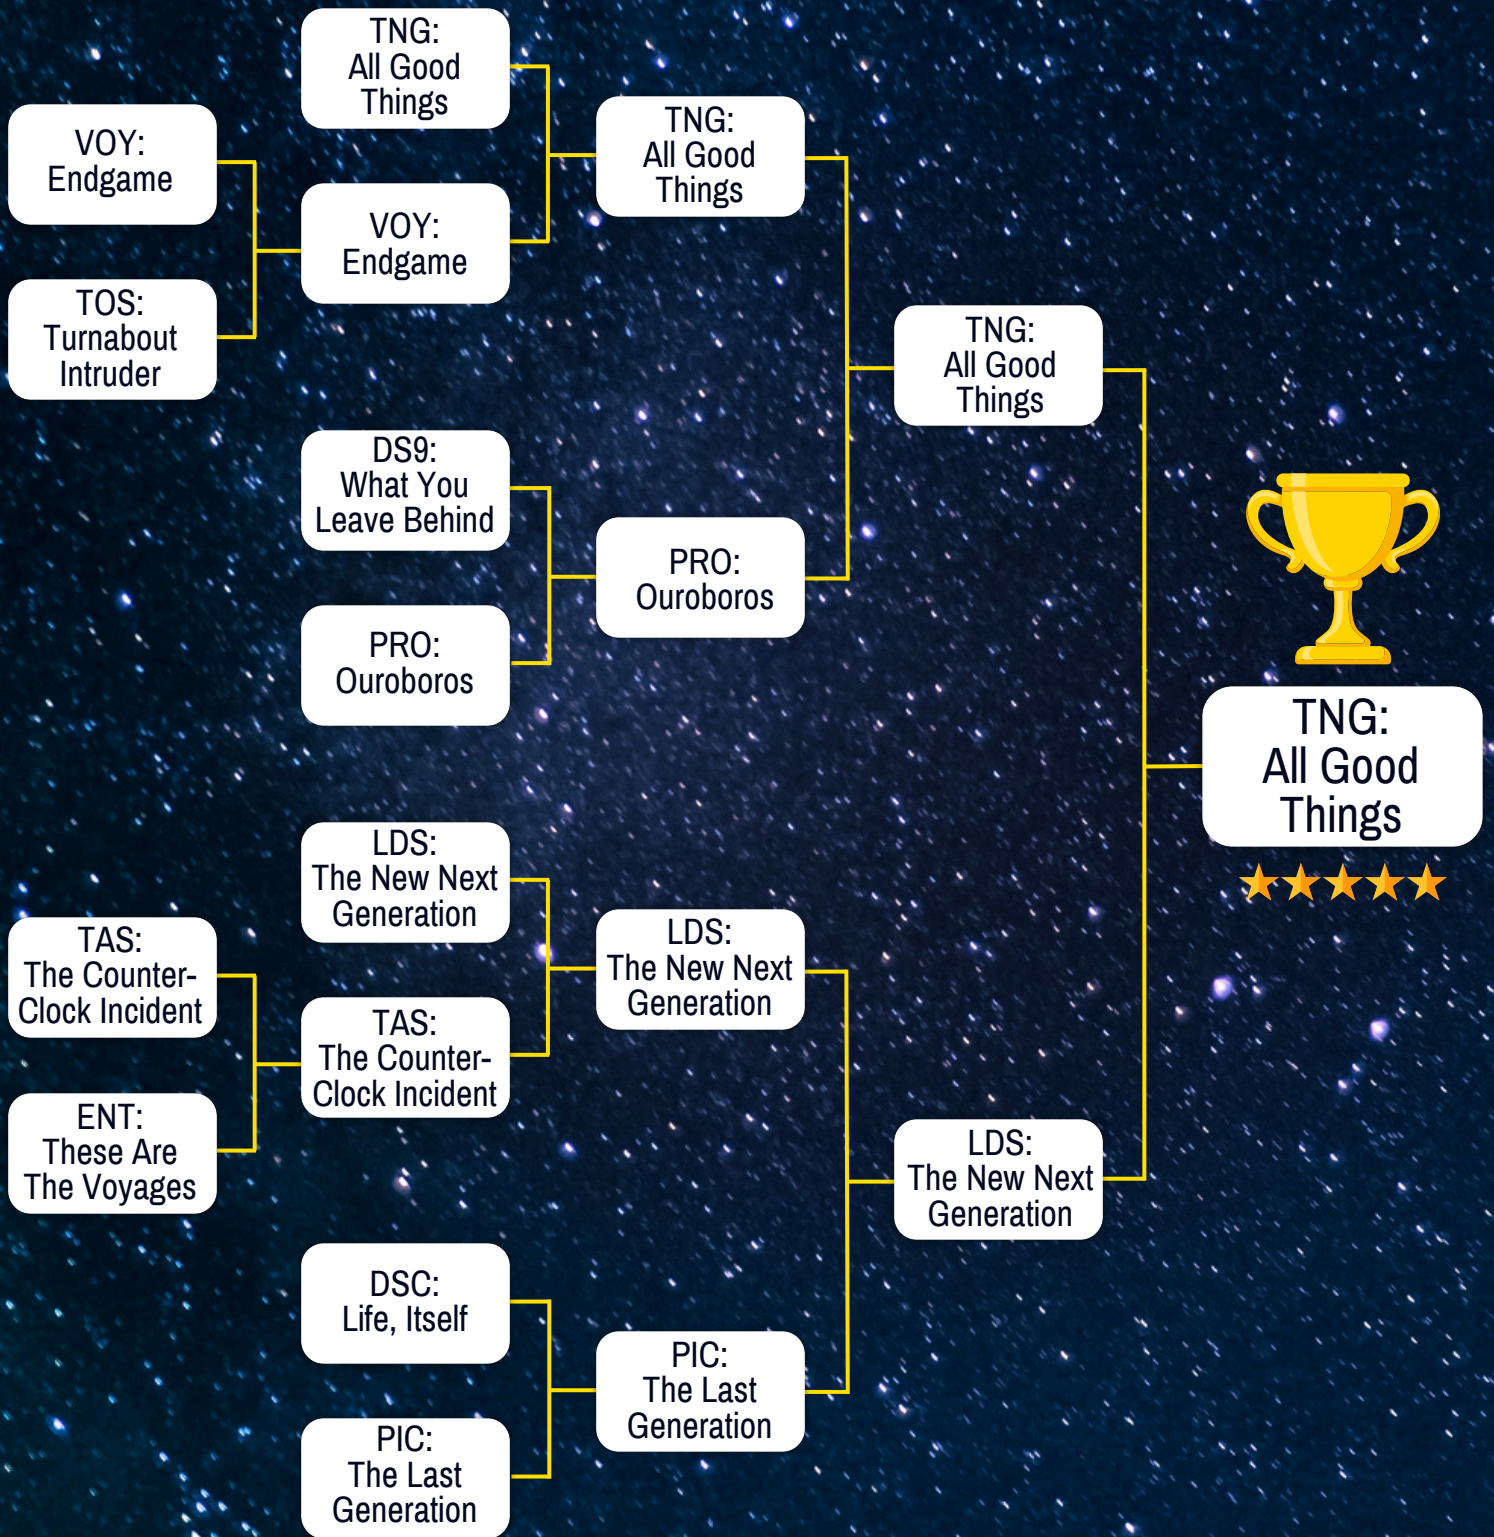 TNG:
All Good
Things
VOY:
Endgame
TOS:
Turnabout
Intruder
VOY:
Endgame
TNG:
All Good
Things
DS9:
What You
Leave Behind
PRO:
Ouroboros
PRO:
Ouroboros
TNG:
All Good
Things
LDS:
The New Next
Generation
TAS:
The Counter-
Clock Incident
ENT:
These Are
The Voyages
TAS:
The Counter-
Clock Incident
LDS:
The New Next
Generation
DSC:
Life, Itself
PIC:
The Last
Generation
PIC:
The Last
Generation
LDS:
The New Next
Generation
TNG:
All Good
Things